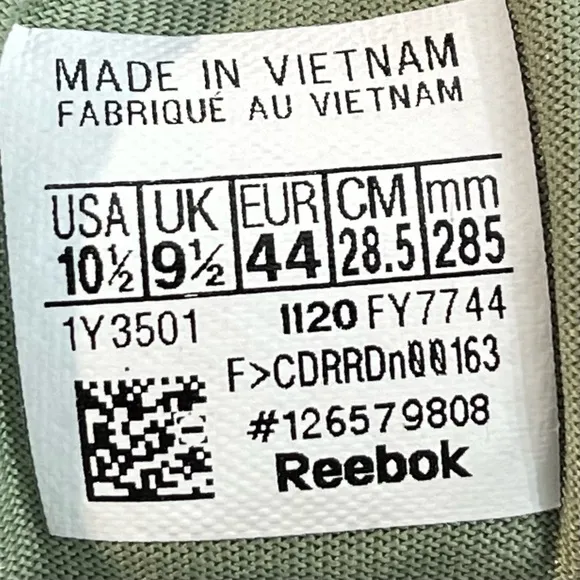 MADE IN VIETNAM
FABRIQUÉ AU VIETNAM
USA UK EUR CM mm
10½ 9½ 44 28.5 285
1Y3501 1120 FY7744
F>CDRRDn00163
#126579808
Reebok